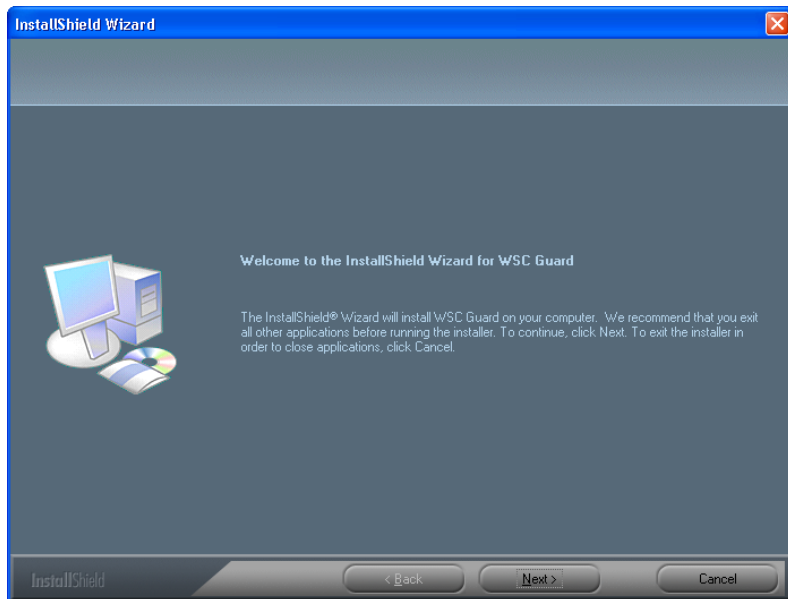 InstallShield Wizard
Welcome to the InstallShield Wizard for WSC Guard
The InstallShield® Wizard will install WSC Guard on your computer. We recommend that you exit
all other applications before running the installer. To continue, click Next. To exit the installer in
order to close applications, click Cancel.
InstallShield
< Back
Next >
Cancel